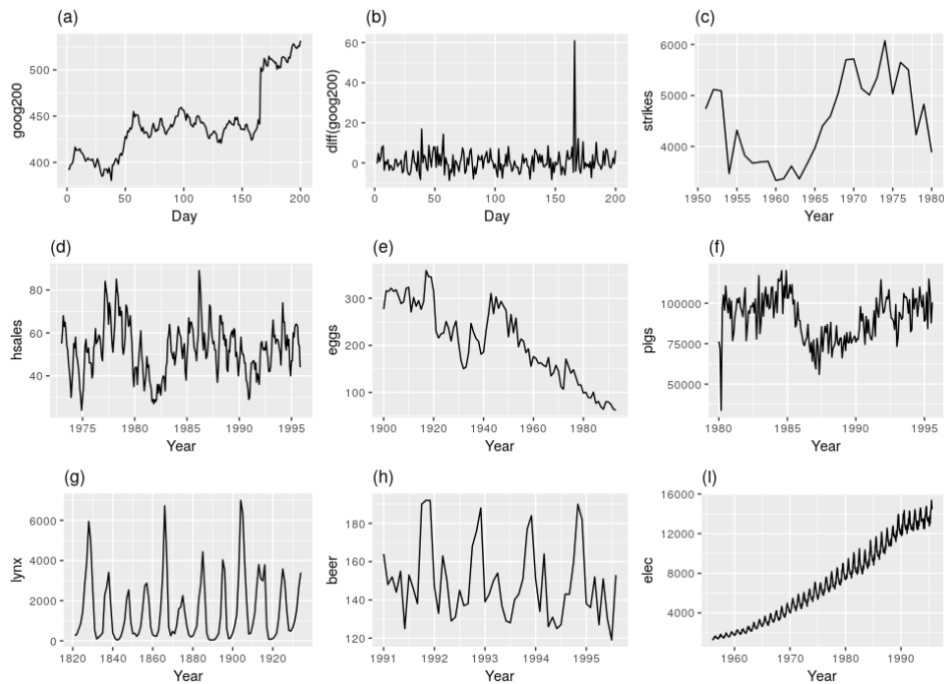 (a)
goog200
500
450
400
0
50
100
150
200
Day
(b)
diff(goog200)
60
40
20
0
0
50
100
150
200
Day
(c)
strikes
6000
5000
4000
1950
1955
1960
1965
1970
1975
1980
Year
(d)
hsales
80
60
40
1975
1980
1985
1990
1995
Year
(e)
eggs
300
200
100
1900
1920
1940
1960
1980
Year
(f)
pigs
100000
75000
50000
1980
1985
1990
1995
Year
(g)
lynx
6000
4000
2000
0
1820
1840
1860
1880
1900
1920
Year
(h)
beer
180
160
140
120
1991
1992
1993
1994
1995
Year
(I)
elec
16000
12000
8000
4000
1960
1970
1980
1990
Year